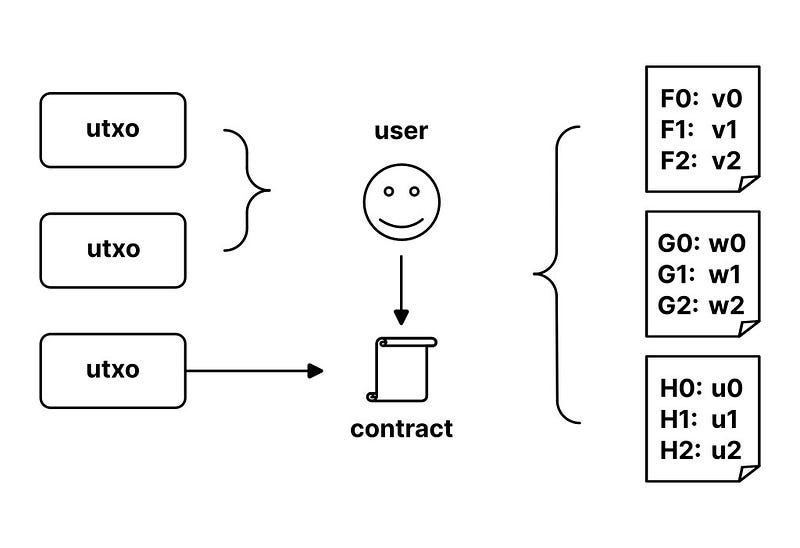 utxo
utxo
utxo
user
contract
F0: v0
F1: v1
F2: v2
G0: w0
G1: w1
G2: w2
H0: u0
H1: u1
H2: u2